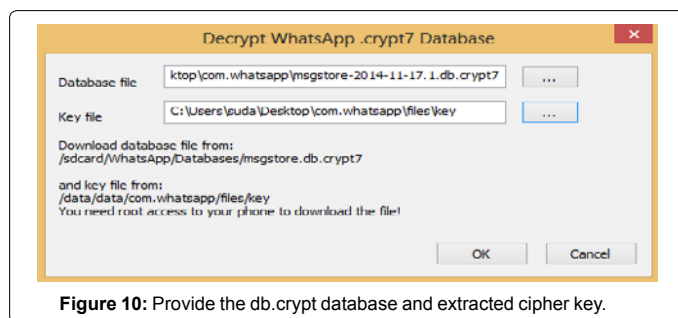 Decrypt WhatsApp .crypt7 Database
×
Database file
ktop\com.whatsapp\msgstore-2014-11-17.1.db.crypt7
...
Key file
C:\Users\suda\Desktop\com.whatsapp\files\key
...
Download database file from:
/sdcard/WhatsApp/Databases/msgstore.db.crypt7
and key file from:
/data/data/com.whatsapp/files/key
You need root access to your phone to download the file!
OK
Cancel
Figure 10: Provide the db.crypt database and extracted cipher key.